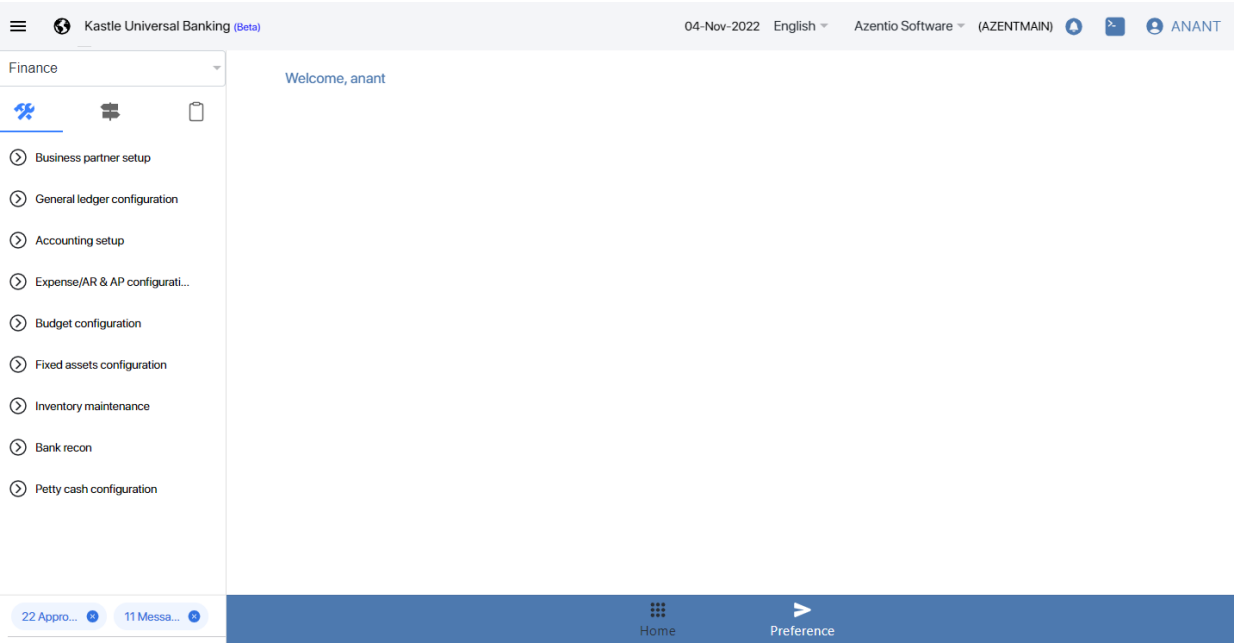 Kastle Universal Banking (Beta)
04-Nov-2022 English Azentio Software (AZENTMAIN) ANANT
Finance
Welcome, anant
Business partner setup
General ledger configuration
Accounting setup
Expense/AR & AP configurati...
Budget configuration
Fixed assets configuration
Inventory maintenance
Bank recon
Petty cash configuration
22 Appro... 11 Messa...
Home Preference